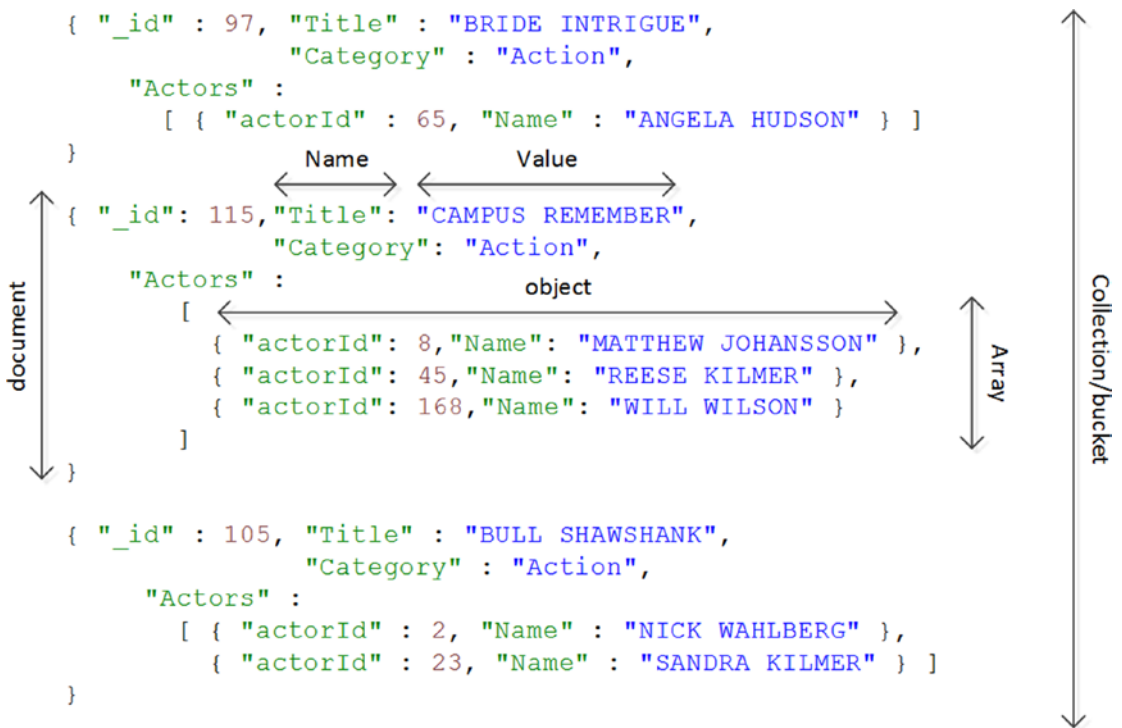 { "_id" : 97, "Title" : "BRIDE INTRIGUE",
"Category" : "Action",
"Actors" :
[ { "actorId" : 65, "Name" : "ANGELA HUDSON" } ]
}
Name Value
{ "_id": 115,"Title": "CAMPUS REMEMBER",
"Category": "Action",
"Actors" :
object
[
{ "actorId": 8,"Name": "MATTHEW JOHANSSON" },
{ "actorId": 45,"Name": "REESE KILMER" },
{ "actorId": 168,"Name": "WILL WILSON" }
]
}
document
Array
Collection/bucket
{ "_id" : 105, "Title" : "BULL SHAWSHANK",
"Category" : "Action",
"Actors" :
[ { "actorId" : 2, "Name" : "NICK WAHLBERG" },
{ "actorId" : 23, "Name" : "SANDRA KILMER" } ]
}